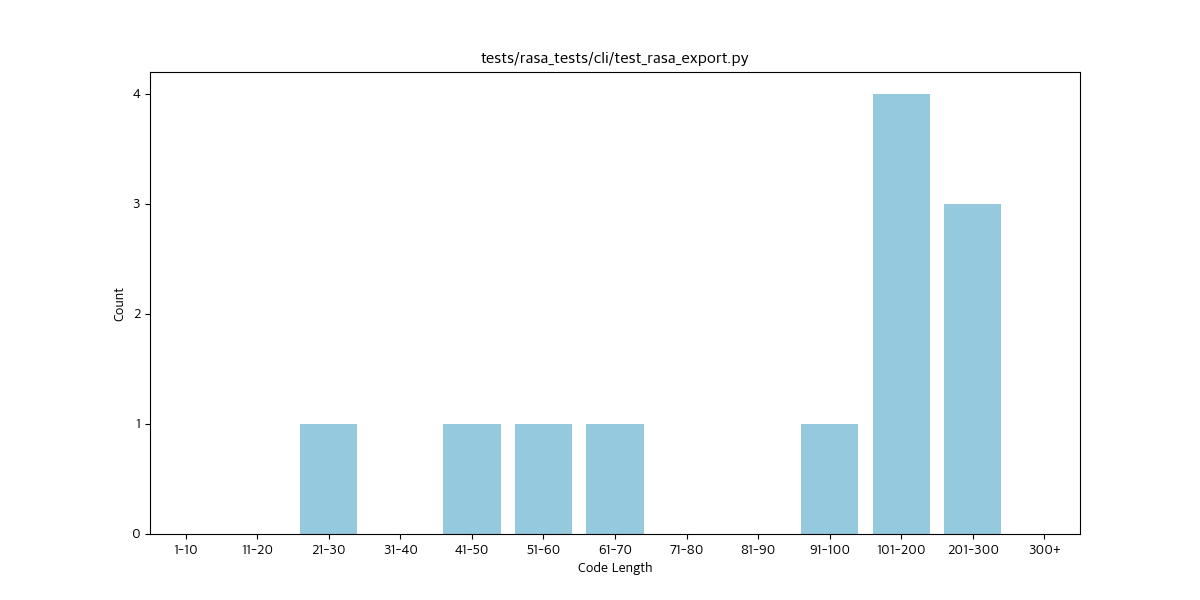 tests/rasa_tests/cli/test_rasa_export.py
4
3
2
1
0
Count
1-10 11-20 21-30 31-40 41-50 51-60 61-70 71-80 81-90 91-100 101-200 201-300 300+
Code Length